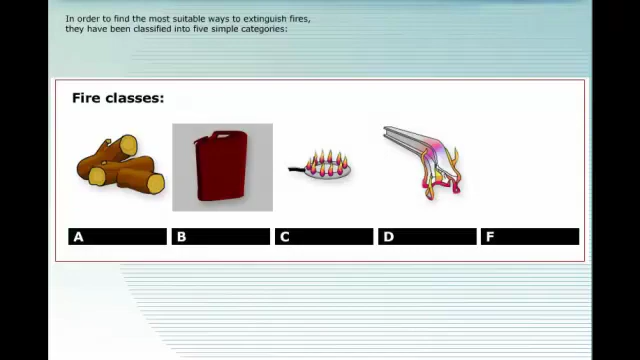 In order to find the most suitable ways to extinguish fires,
they have been classified into five simple categories:
Fire classes:
A B C D F